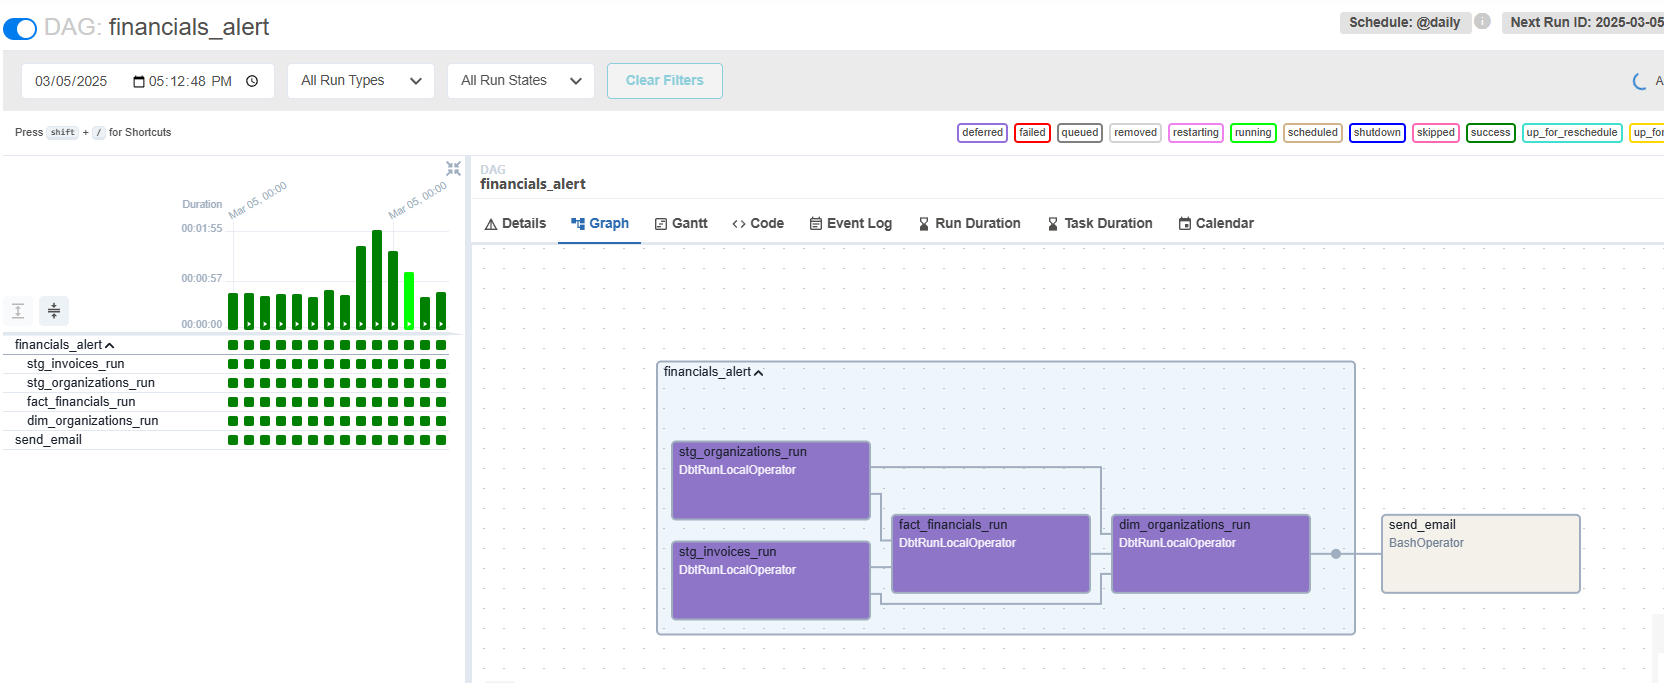 DAG: financials_alert
Schedule: @daily
Next Run ID: 2025-03-05
03/05/2025 05:12:48 PM
All Run Types
All Run States
Clear Filters
A
Press shift + / for Shortcuts
deferred
failed
queued
removed
restarting
running
scheduled
shutdown
skipped
success
up_for_reschedule
up_for
Mar 05, 00:00
Mar 05, 00:00
Duration
00:01:55
00:00:57
00:00:00
financials_alert
stg_invoices_run
stg_organizations_run
fact_financials_run
dim_organizations_run
send_email
DAG
financials_alert
Details
Graph
Gantt
Code
Event Log
Run Duration
Task Duration
Calendar
financials_alert
stg_organizations_run
DbtRunLocalOperator
stg_invoices_run
DbtRunLocalOperator
fact_financials_run
DbtRunLocalOperator
dim_organizations_run
DbtRunLocalOperator
send_email
BashOperator